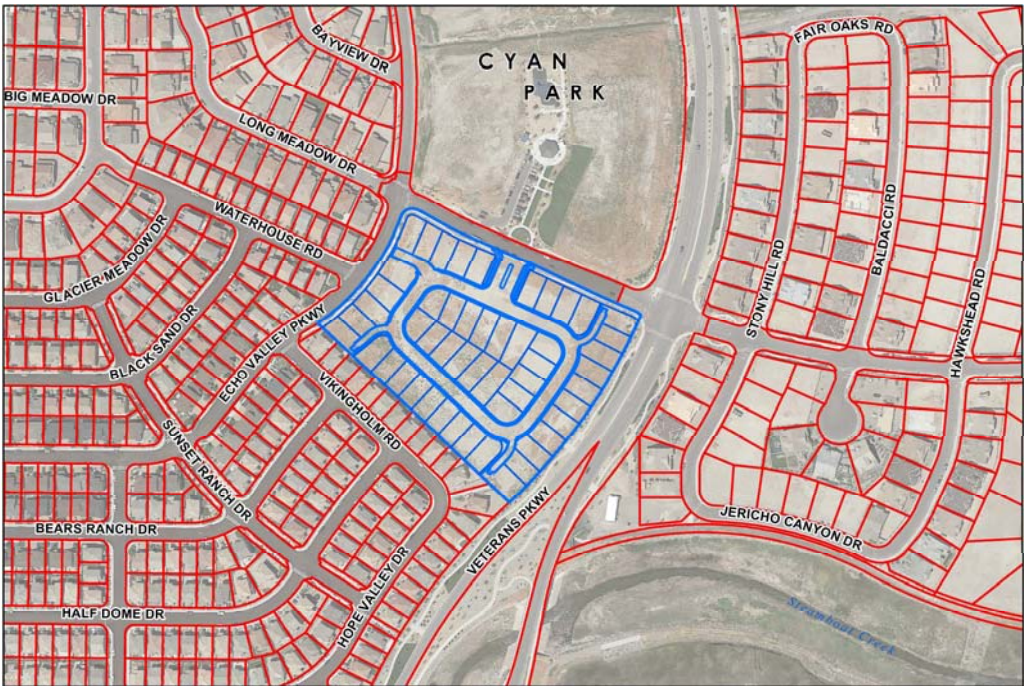 BAYVIEW DR
FAIR OAKS RD
CYAN
PARK
BIG MEADOW DR
LONG MEADOW DR
WATERHOUSE RD
GLACIER MEADOW DR
BALDACCI RD
STONY HILL RD
HAWKSHEAD RD
BLACK SAND DR
ECHO VALLEY PKWY
VIKINGHOLM RD
SUNSET RANCH DR
VETERANS PKWY
JERICHO CANYON DR
BEARS RANCH DR
HOPE VALLEY DR
HALF DOME DR
Steamboat Creek